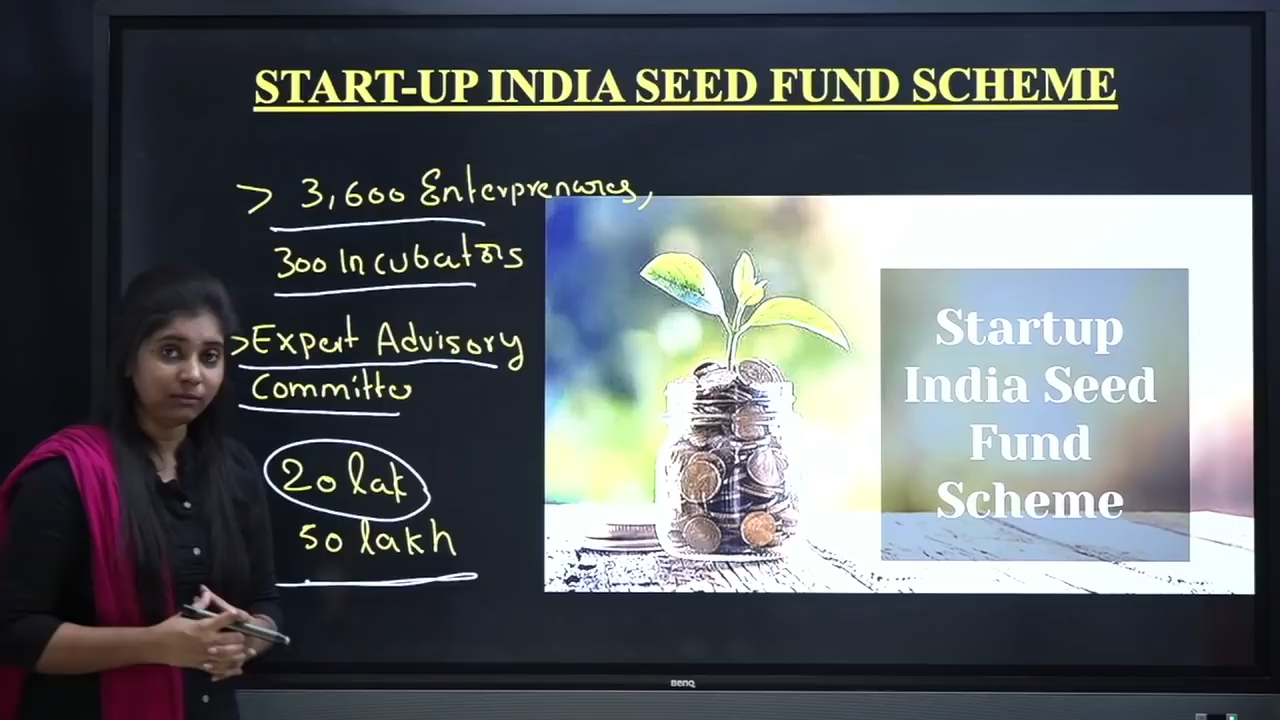 START-UP INDIA SEED FUND SCHEME
> 3,600 Enterprenares,
300 Incubators
> Expert Advisory
Committe
20 lak
50 lakh
Startup
India Seed
Fund
Scheme
BenQ